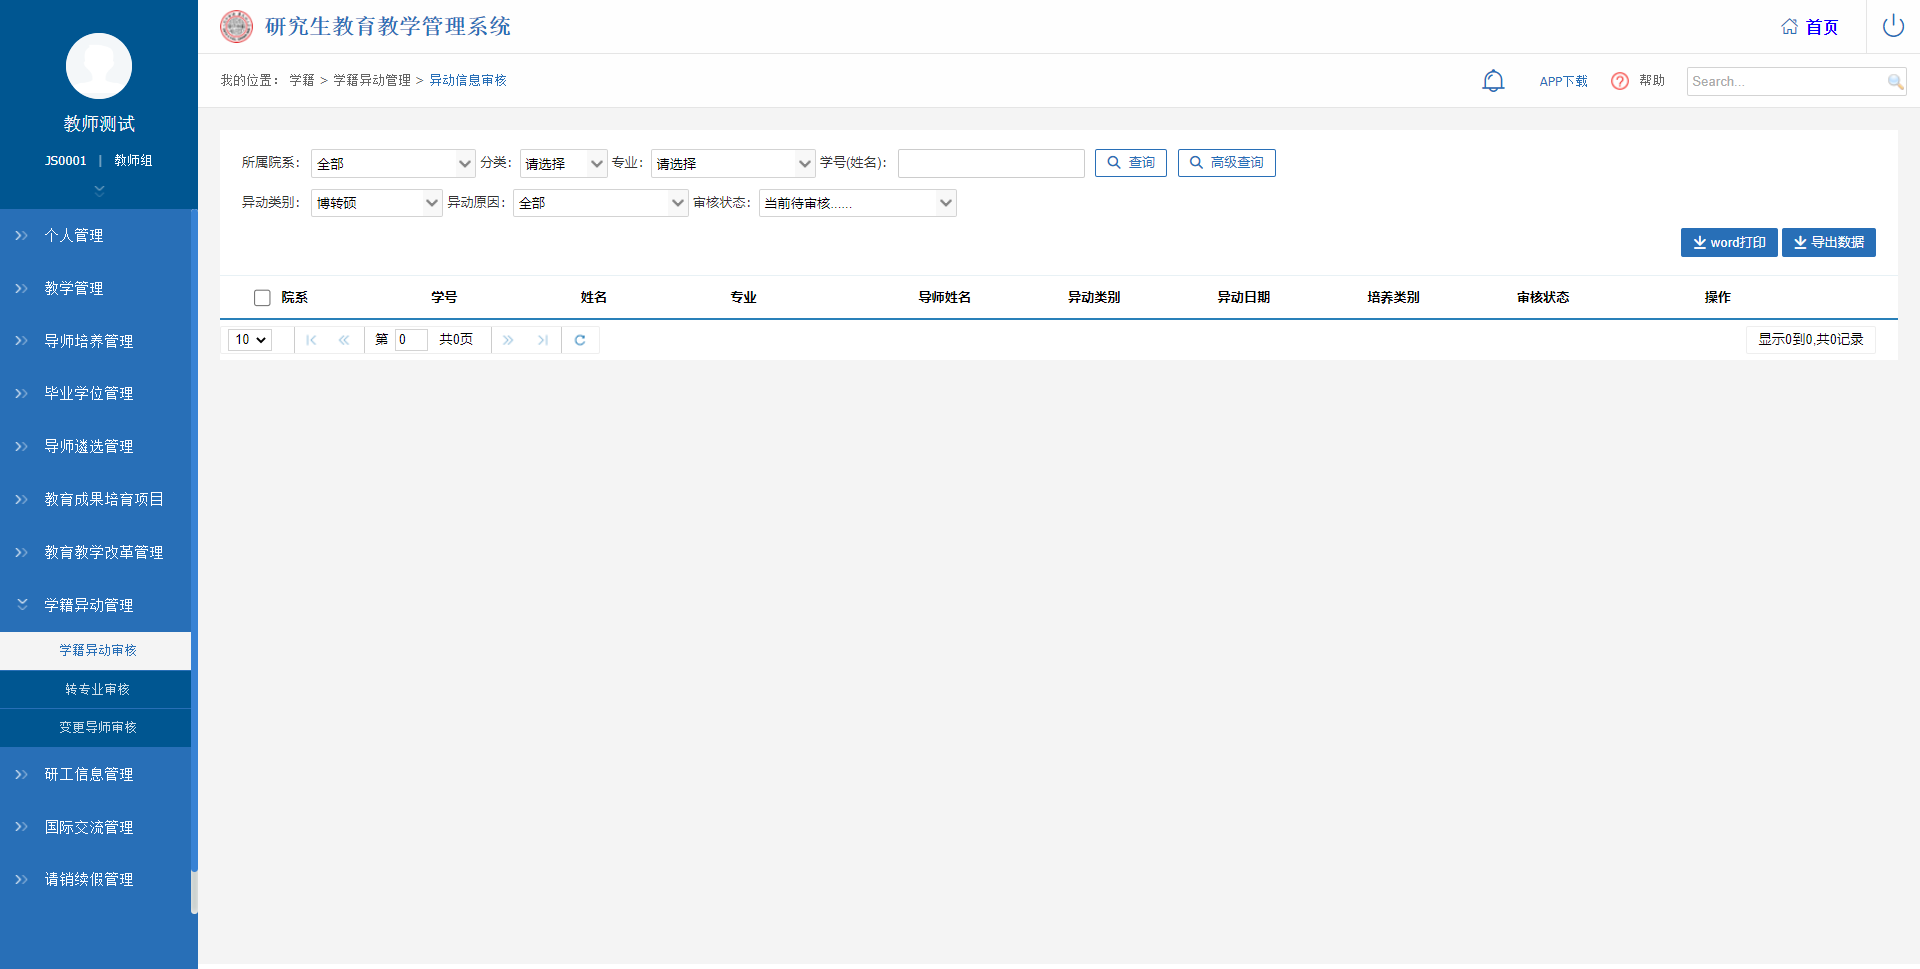 研究生教育教学管理系统
首页
教师测试
JS0001 | 教师组
我的位置： 学籍 > 学籍异动管理 > 异动信息审核
APP下载
帮助
Search...
个人管理
教学管理
导师培养管理
毕业学位管理
导师遴选管理
教育成果培育项目
教育教学改革管理
学籍异动管理
学籍异动审核
转专业审核
变更导师审核
研工信息管理
国际交流管理
请销续假管理
所属院系： 全部 分类： 请选择 专业： 请选择 学号(姓名)： 查询 高级查询
异动类别： 博转硕 异动原因： 全部 审核状态： 当前待审核......
word打印 导出数据
院系 学号 姓名 专业 导师姓名 异动类别 异动日期 培养类别 审核状态 操作
10 第 0 共0页 显示0到0,共0记录